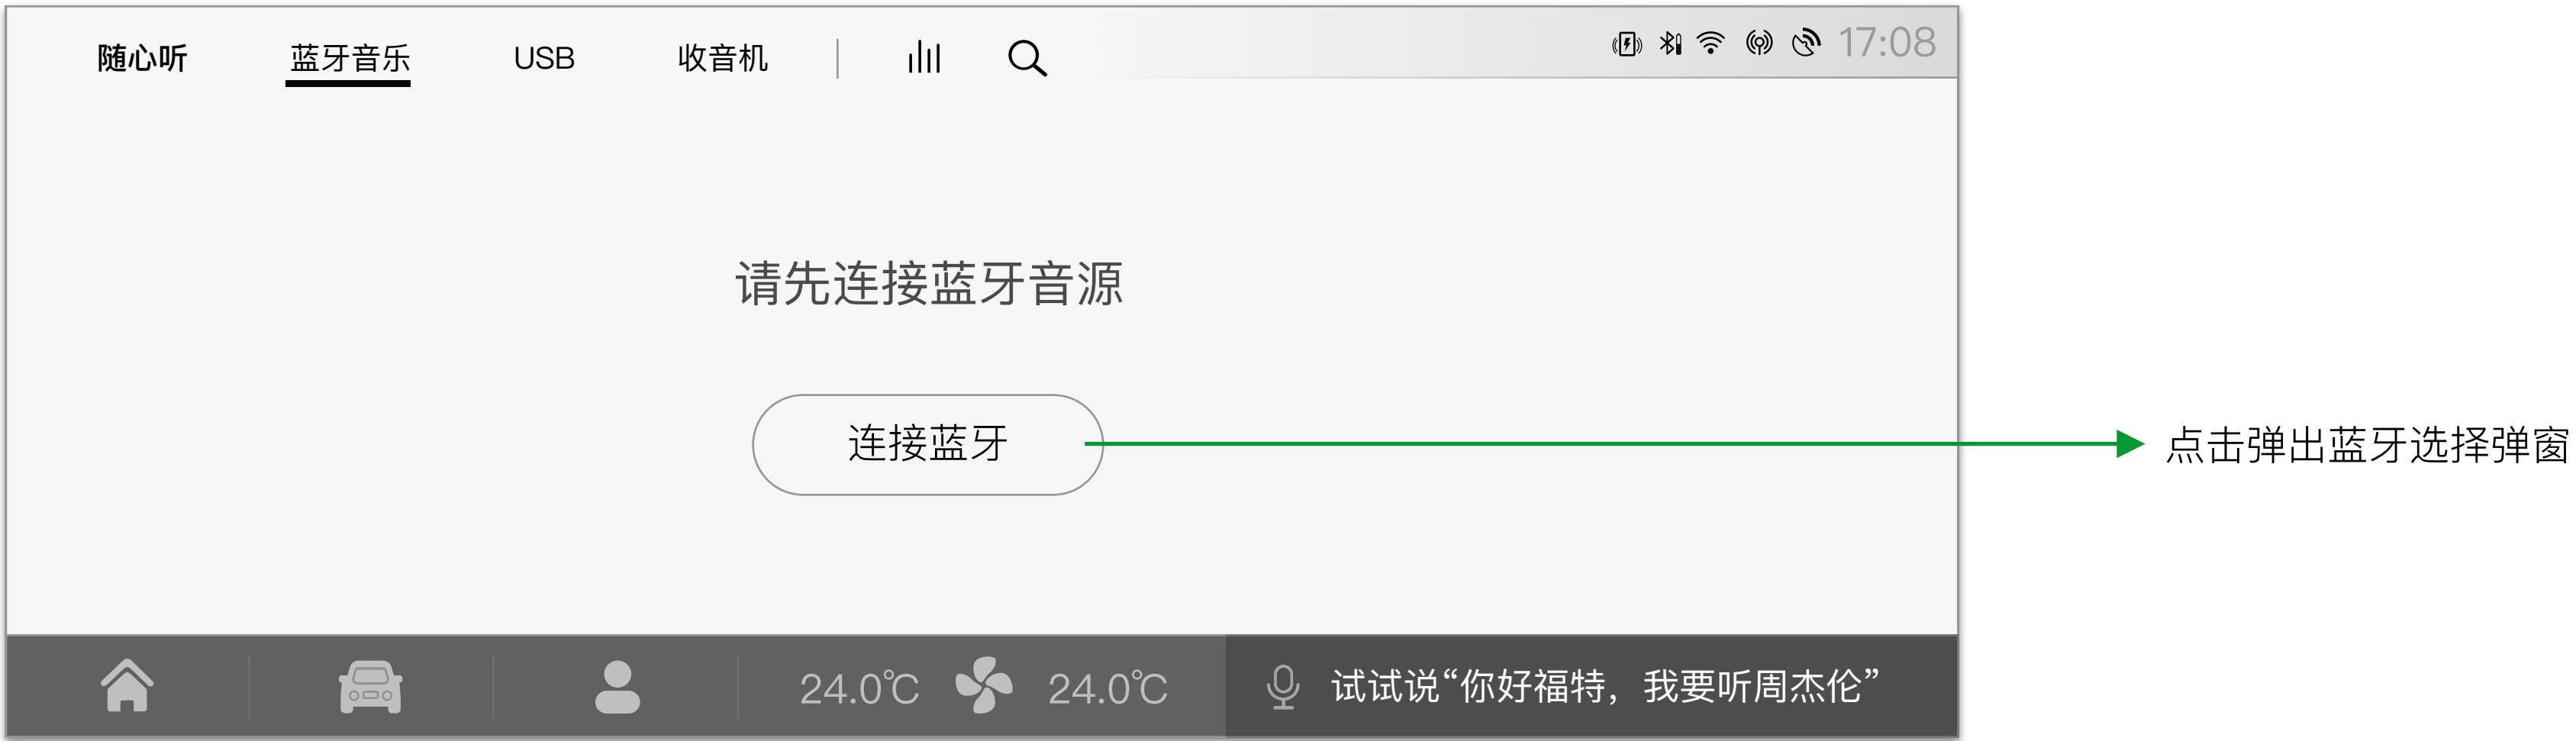 随心听 蓝牙音乐 USB 收音机 17:08
请先连接蓝牙音源
连接蓝牙
点击弹出蓝牙选择弹窗
24.0℃ 24.0℃ 试试说“你好福特，我要听周杰伦”